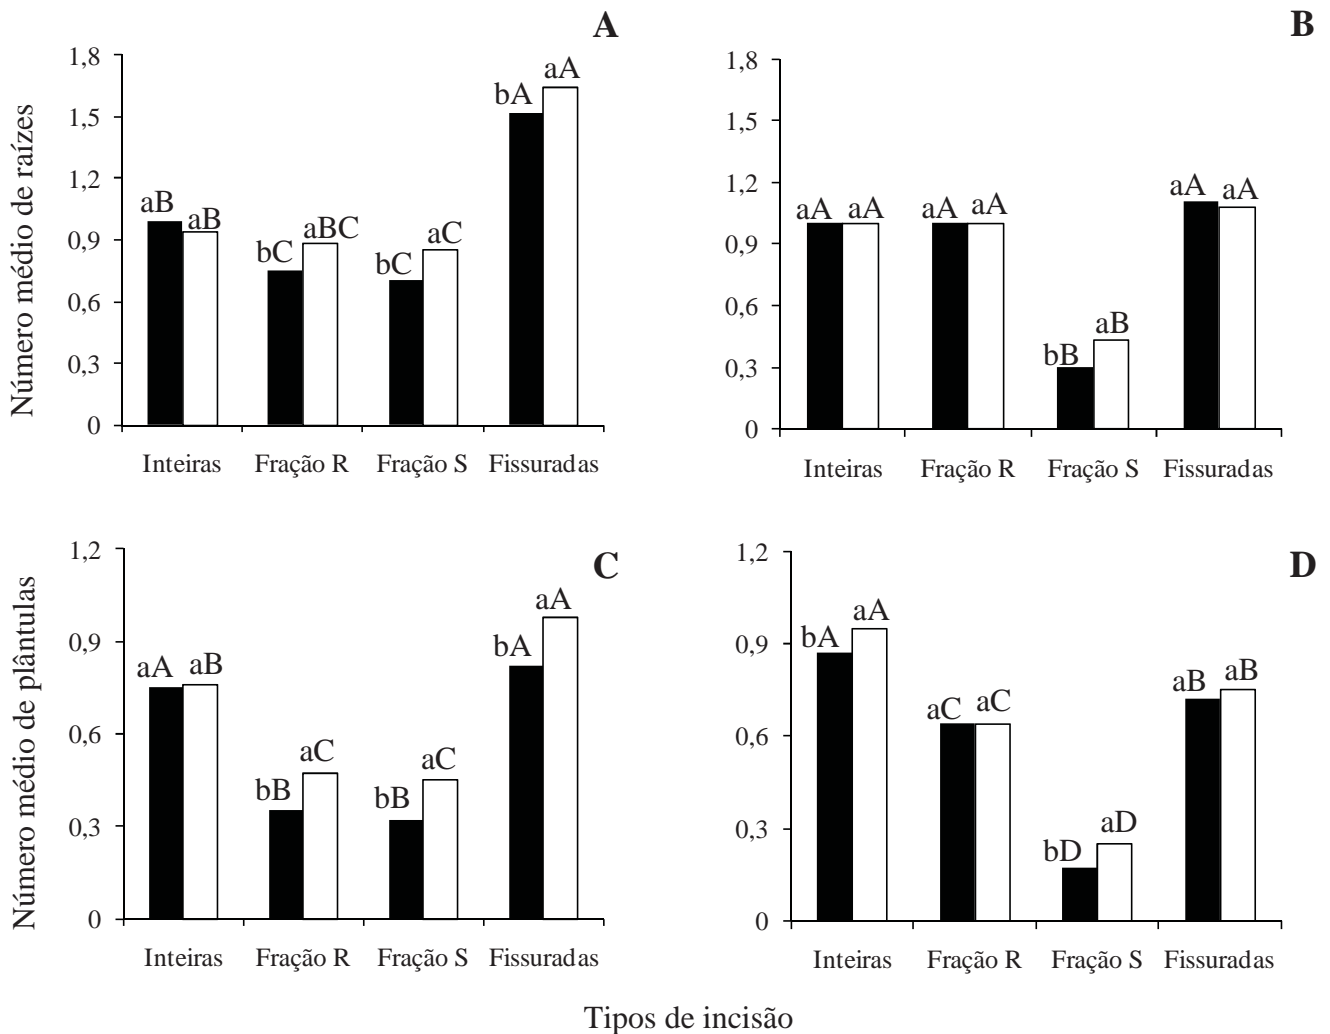 A
Número médio de raízes
1,8
1,5
1,2
0,9
0,6
0,3
0
aB
aB
bC
aBC
bC
aC
bA
aA
Inteiras
Fração R
Fração S
Fissuradas
B
1,8
1,5
1,2
0,9
0,6
0,3
0
aA
aA
aA
aA
bB
aB
aA
aA
Inteiras
Fração R
Fração S
Fissuradas
C
Número médio de plântulas
1,2
0,9
0,6
0,3
0
aA
aB
bB
aC
bB
aC
bA
aA
Inteiras
Fração R
Fração S
Fissuradas
D
1,2
0,9
0,6
0,3
0
bA
aA
aC
aC
bD
aD
aB
aB
Inteiras
Fração R
Fração S
Fissuradas
Tipos de incisão